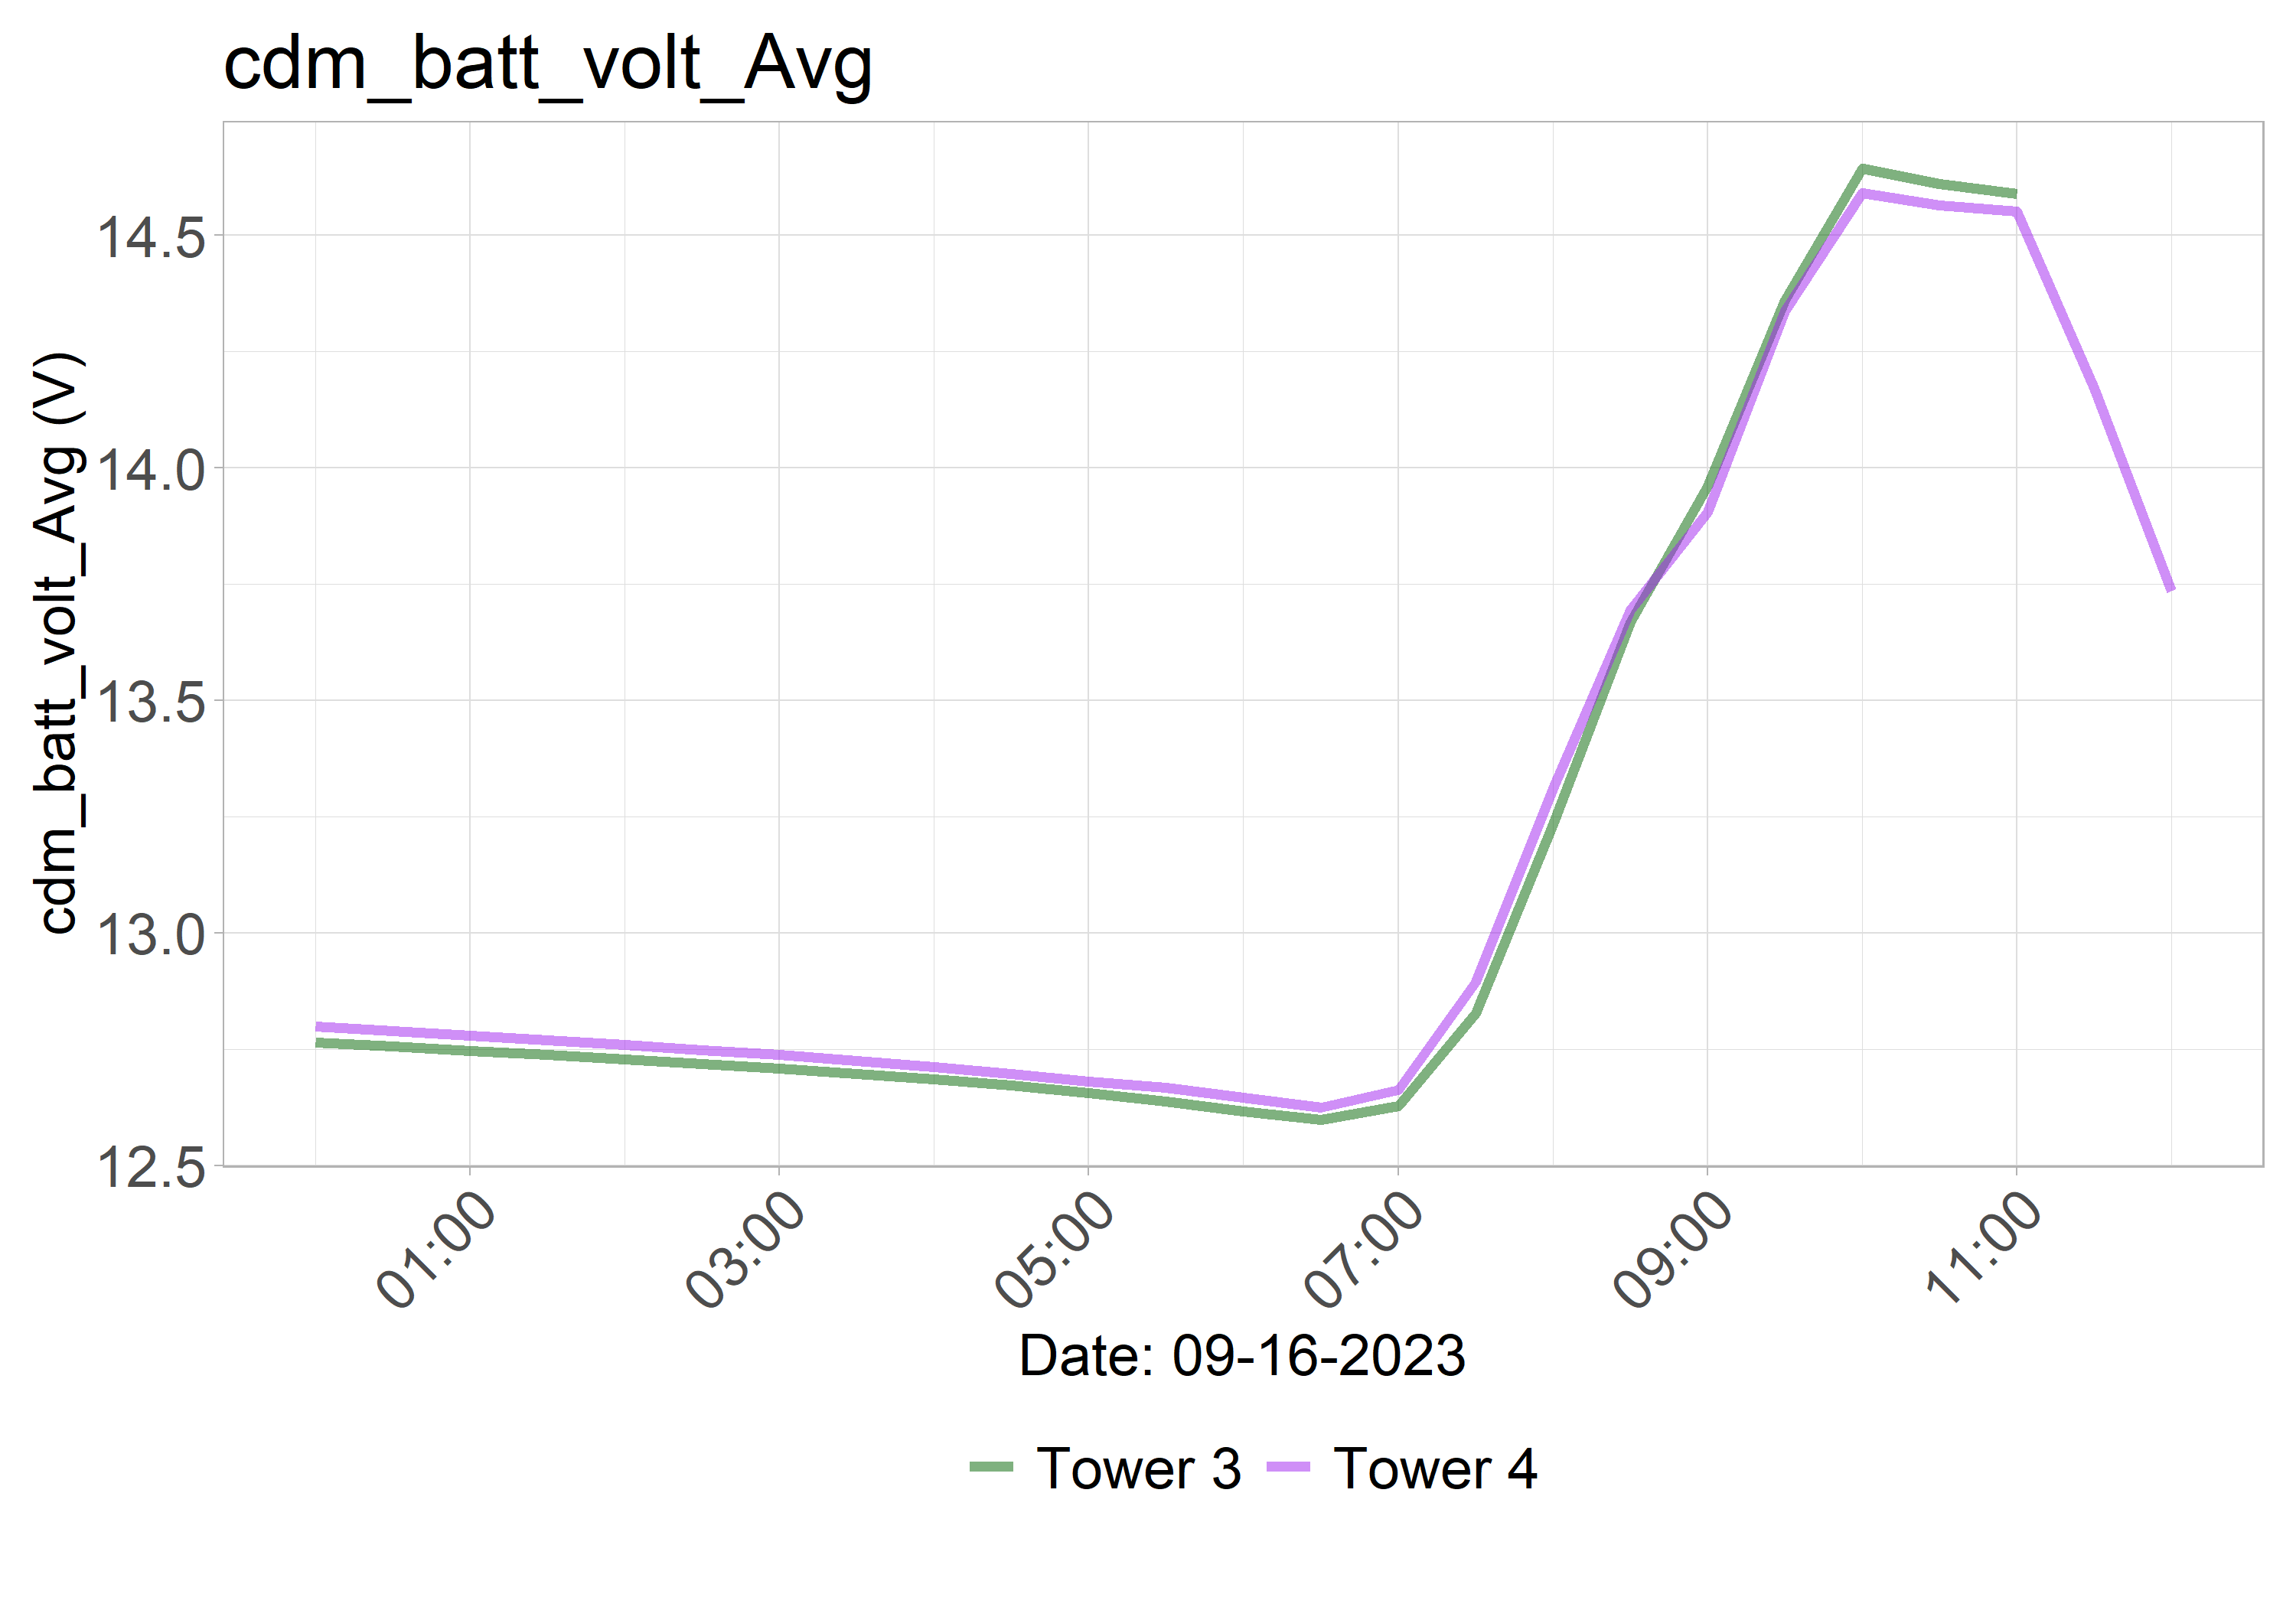 cdm_batt_volt_Avg
cdm_batt_volt_Avg (V)
14.5
14.0
13.5
13.0
12.5
01:00
03:00
05:00
07:00
09:00
11:00
Date: 09-16-2023
Tower 3
Tower 4